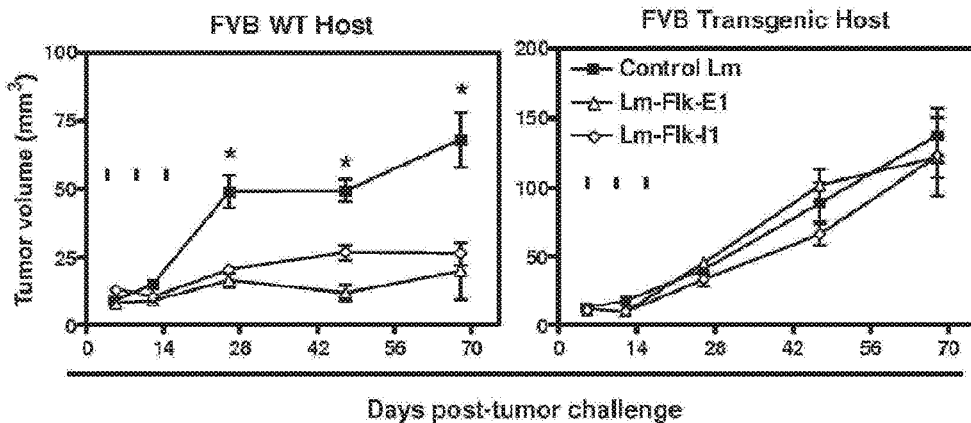 FVB WT Host
FVB Transgenic Host
Tumor volume (mm³)
100
75
50
25
0
* * *
I I I
0 14 28 42 56 70
200
150
100
50
0
Control Lm
Lm-Flk-E1
Lm-Flk-I1
I I I
0 14 28 42 56 70
Days post-tumor challenge